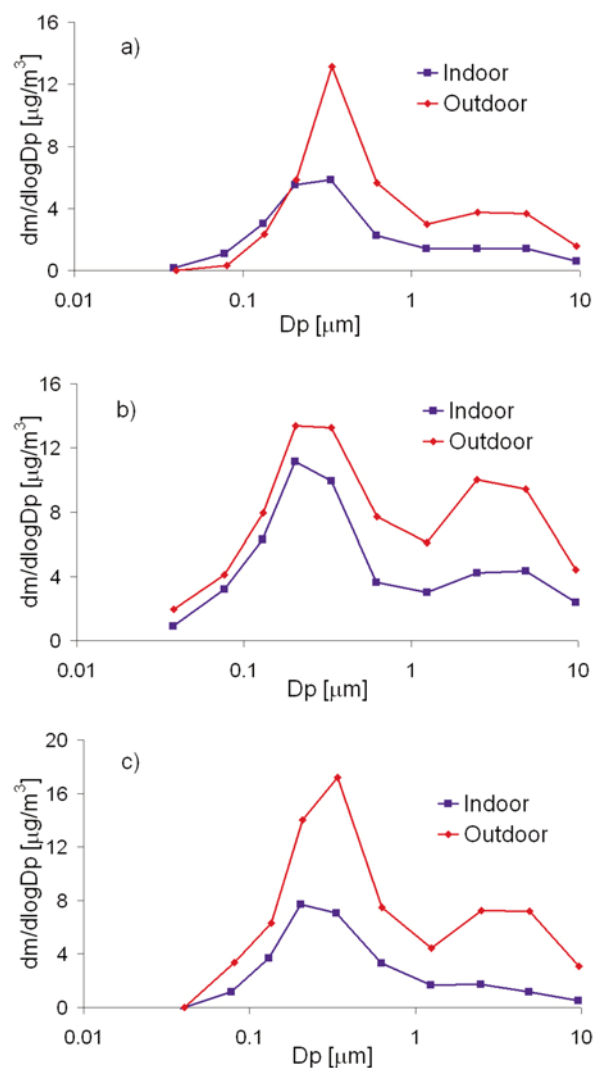 a)
Indoor
Outdoor
dm/dlogDp [μg/m³]
16
12
8
4
0
0.01 0.1 1 10
Dp [μm]
b)
Indoor
Outdoor
dm/dlogDp [μg/m³]
16
12
8
4
0
0.01 0.1 1 10
Dp [μm]
c)
Indoor
Outdoor
dm/dlogDp [μg/m³]
20
16
12
8
4
0
0.01 0.1 1 10
Dp [μm]